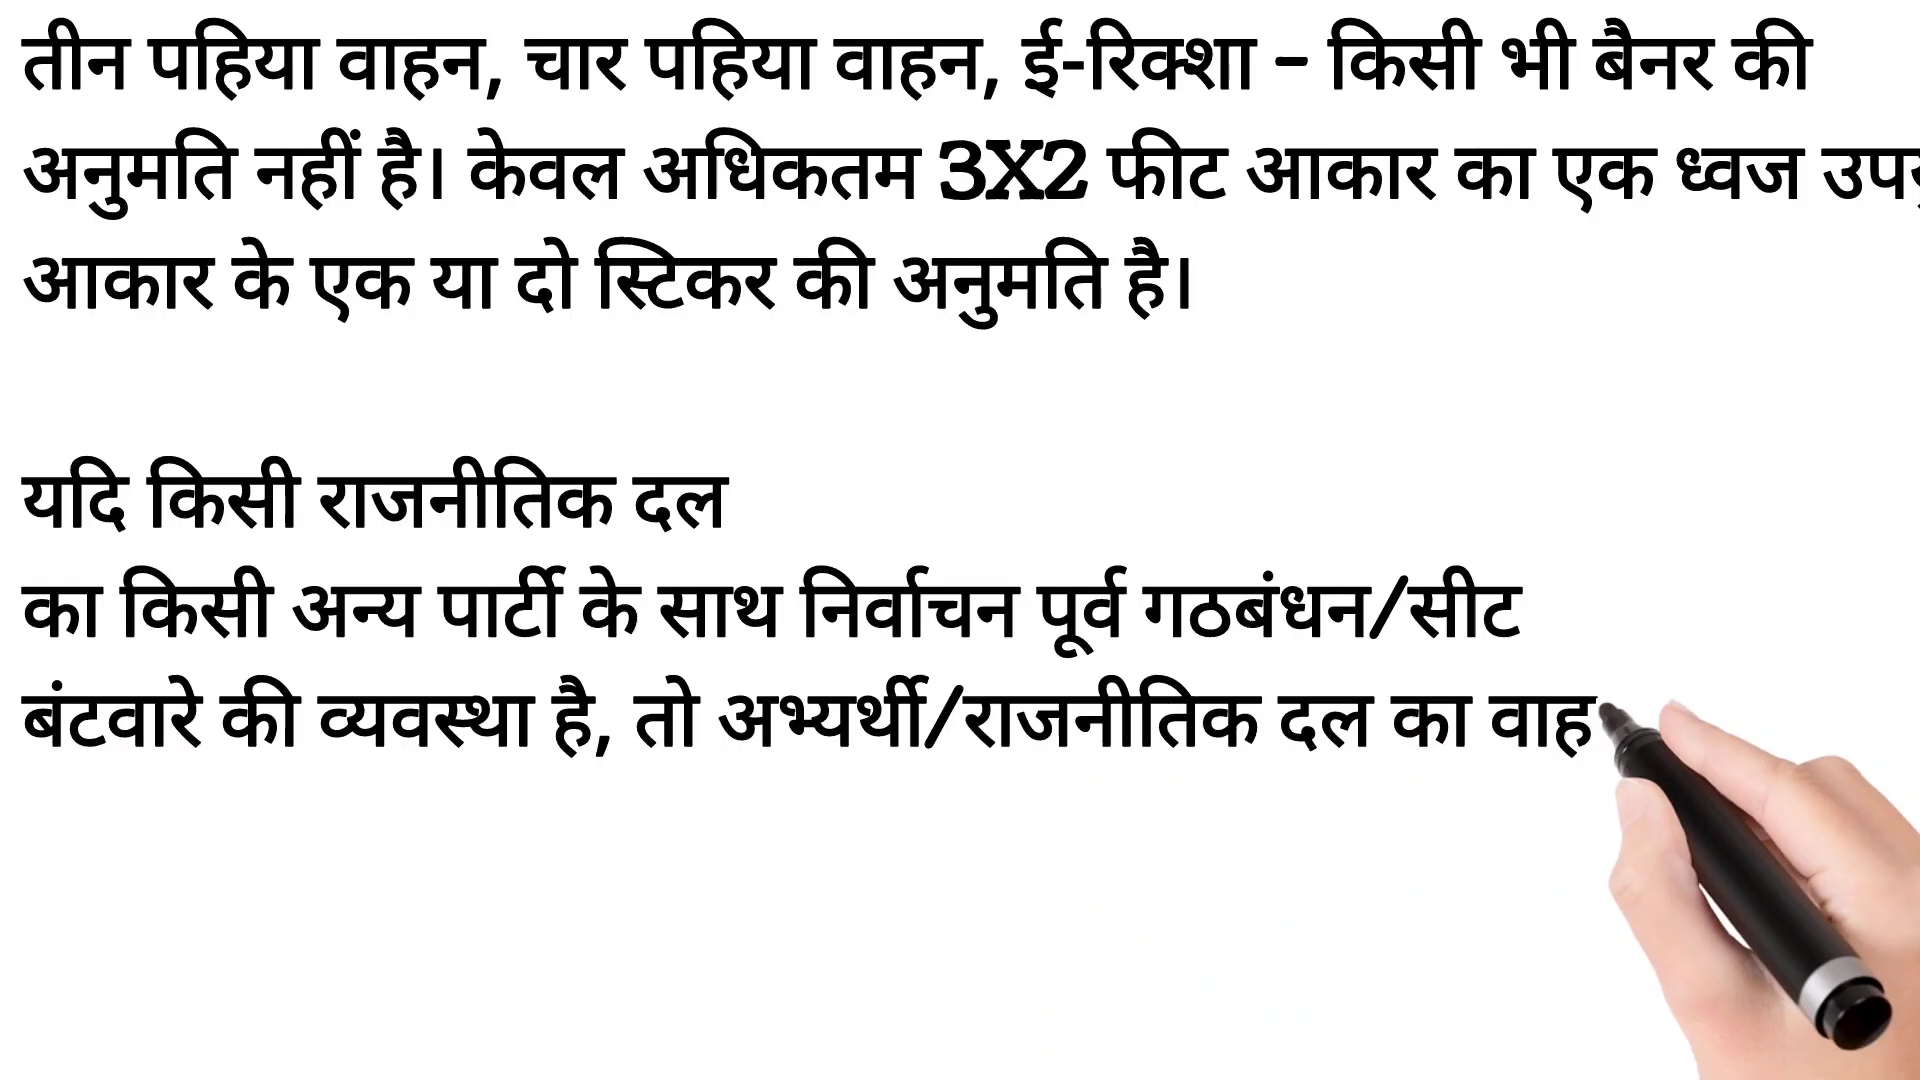 तीन पहिया वाहन, चार पहिया वाहन, ई-रिक्शा – किसी भी बैनर की
अनुमति नहीं है। केवल अधिकतम 3X2 फीट आकार का एक ध्वज
आकार के एक या दो स्टिकर की अनुमति है।
यदि किसी राजनीतिक दल
का किसी अन्य पार्टी के साथ निर्वाचन पूर्व गठबंधन/सीट
बंटवारे की व्यवस्था है, तो अभ्यर्थी/राजनीतिक दल का वाह